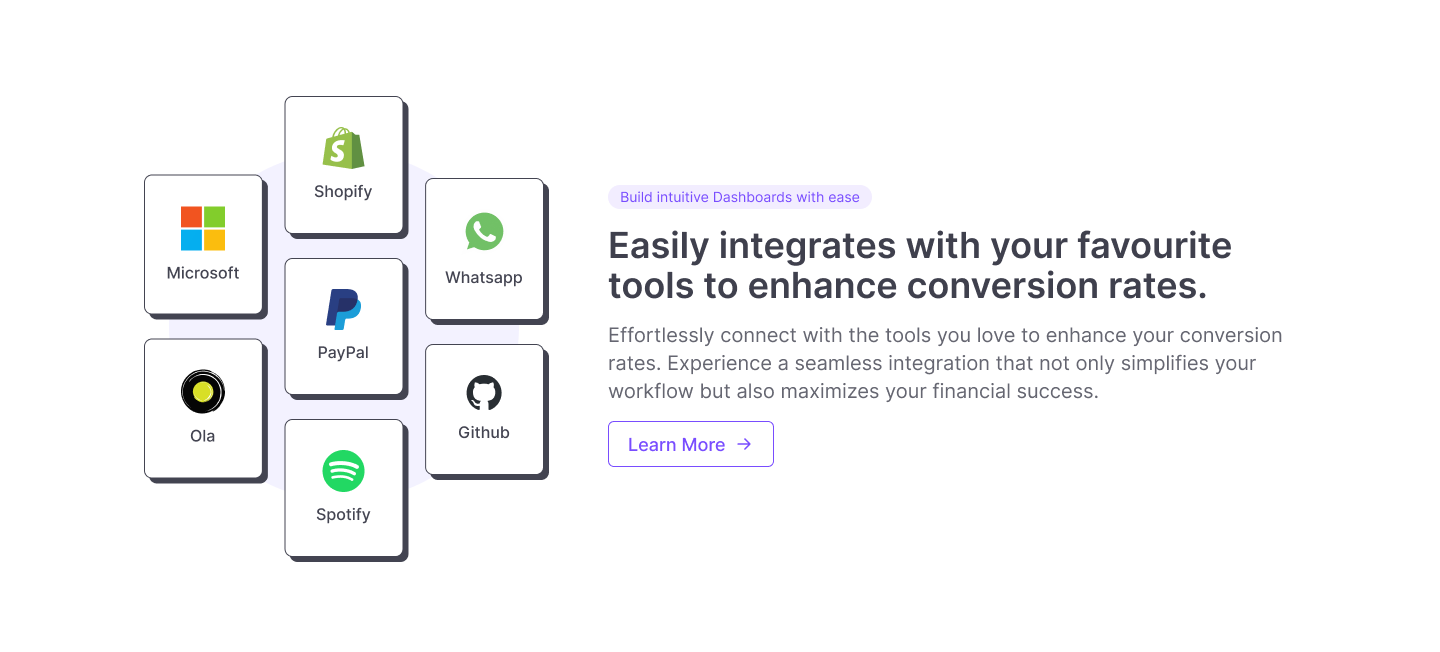 Shopify
Microsoft
Whatsapp
PayPal
Ola
Github
Spotify
Build intuitive Dashboards with ease
Easily integrates with your favourite
tools to enhance conversion rates.
Effortlessly connect with the tools you love to enhance your conversion
rates. Experience a seamless integration that not only simplifies your
workflow but also maximizes your financial success.
Learn More →